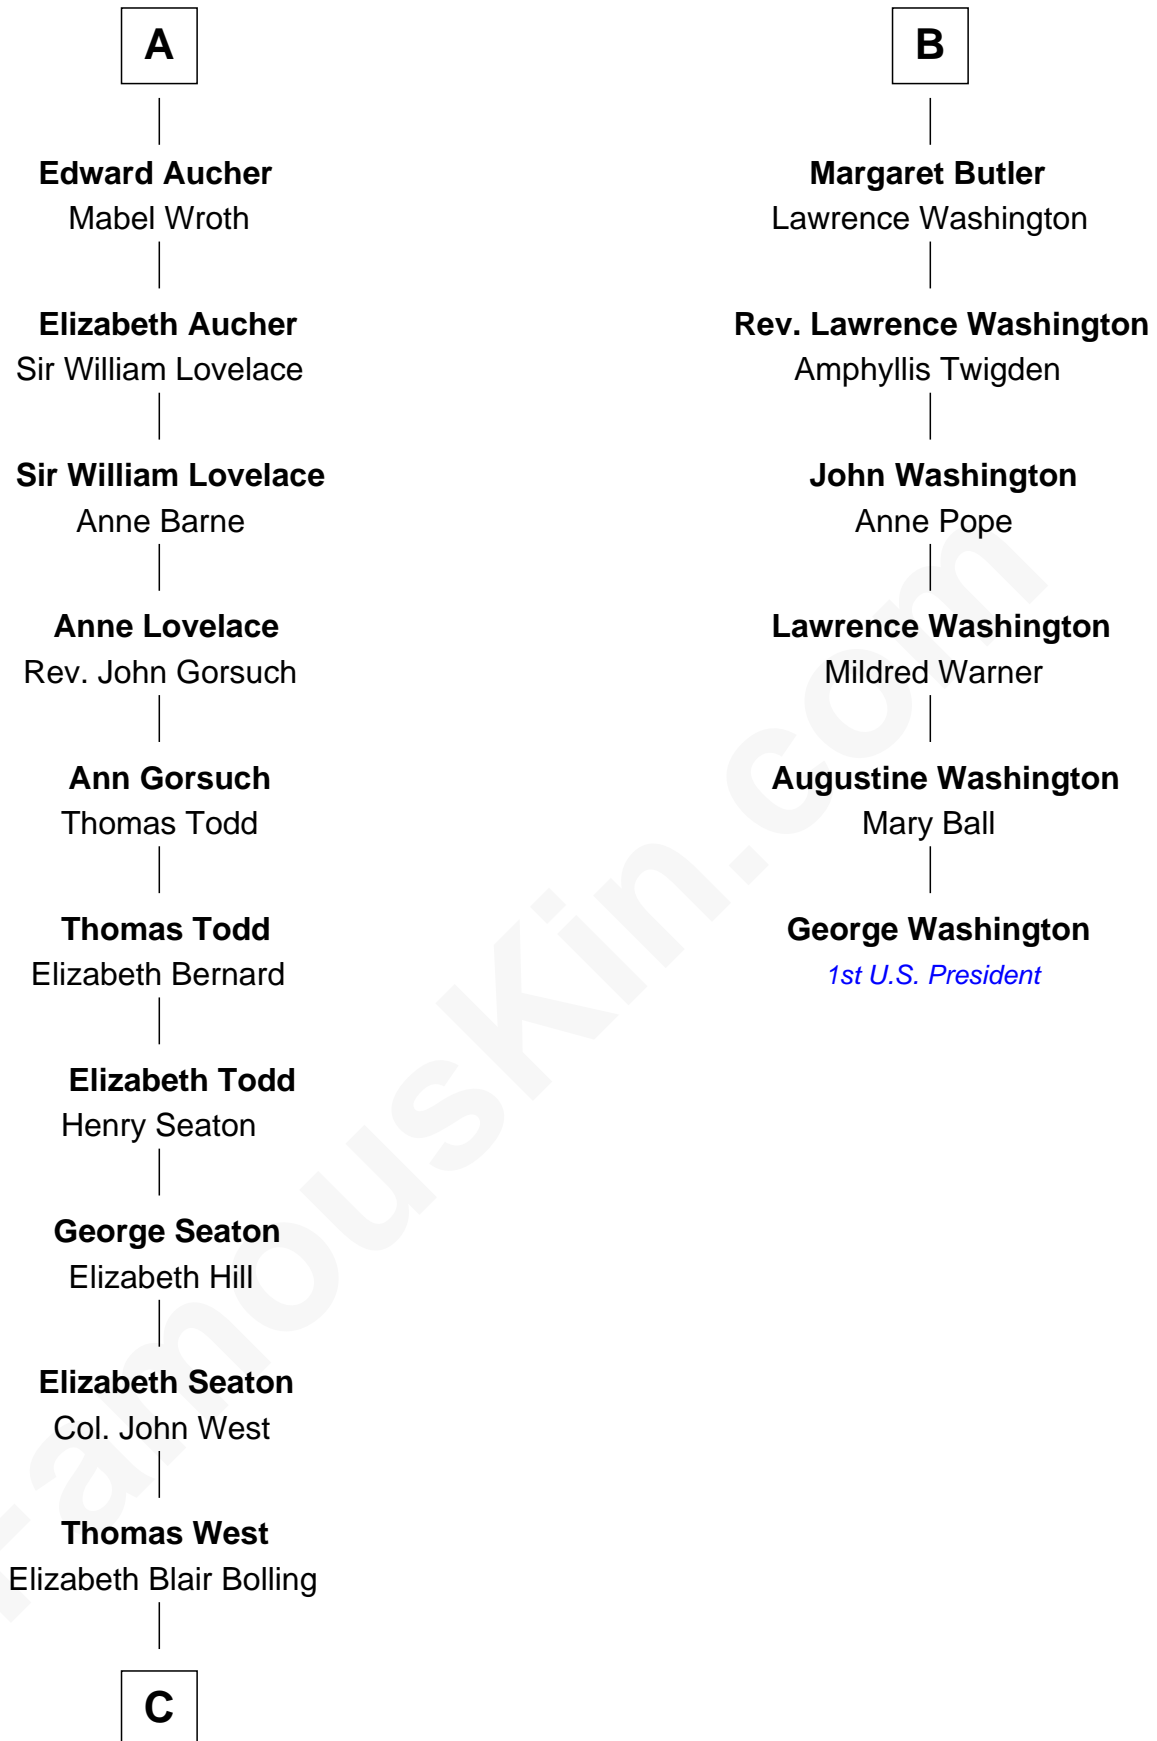 A
Edward Aucher
Mabel Wroth
Elizabeth Aucher
Sir William Lovelace
Sir William Lovelace
Anne Barne
Anne Lovelace
Rev. John Gorsuch
Ann Gorsuch
Thomas Todd
Thomas Todd
Elizabeth Bernard
Elizabeth Todd
Henry Seaton
George Seaton
Elizabeth Hill
Elizabeth Seaton
Col. John West
Thomas West
Elizabeth Blair Bolling
C
B
Margaret Butler
Lawrence Washington
Rev. Lawrence Washington
Amphyllis Twigden
John Washington
Anne Pope
Lawrence Washington
Mildred Warner
Augustine Washington
Mary Ball
George Washington
1st U.S. President
FamousKin.com